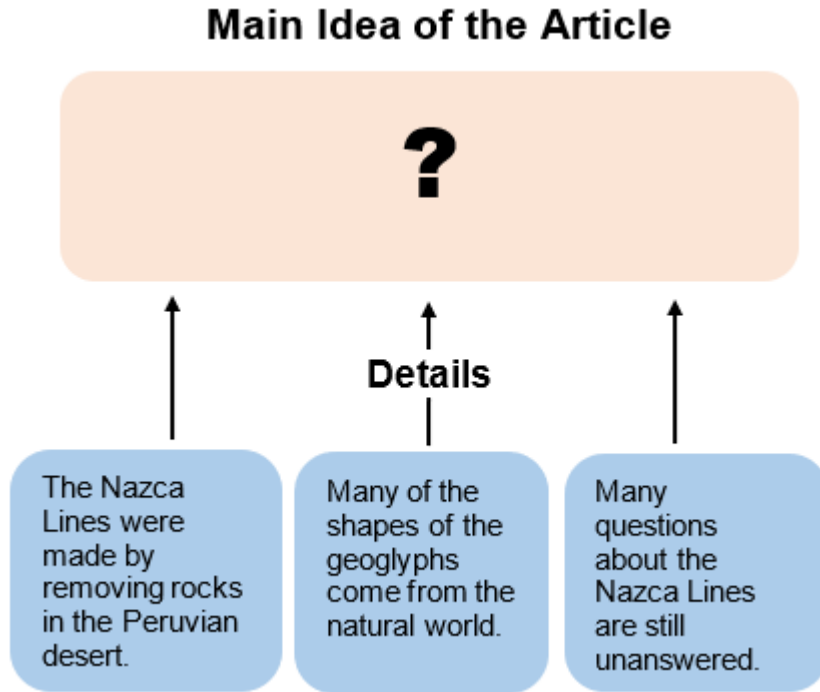 Main Idea of the Article
?
Details
The Nazca
Lines were
made by
removing rocks
in the Peruvian
desert.
Many of the
shapes of the
geoglyphs
come from the
natural world.
Many
questions
about the
Nazca Lines
are still
unanswered.